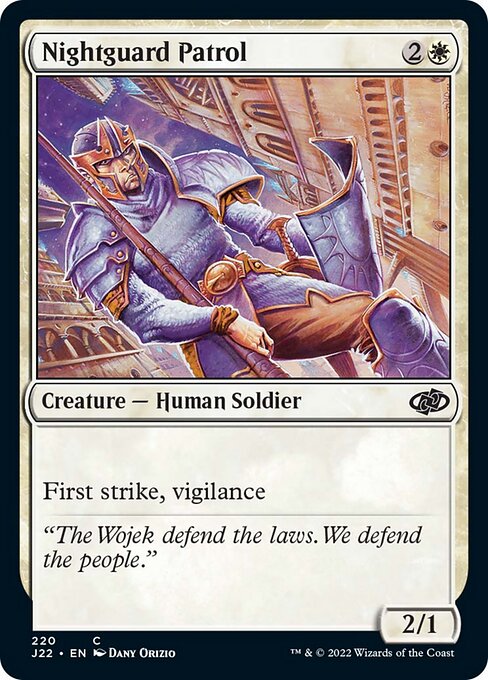 Nightguard Patrol 2
Creature — Human Soldier
First strike, vigilance
“The Wojek defend the laws. We defend
the people.”
2/1
220 C
J22 • EN Dany Orizio ™ & © 2022 Wizards of the Coast